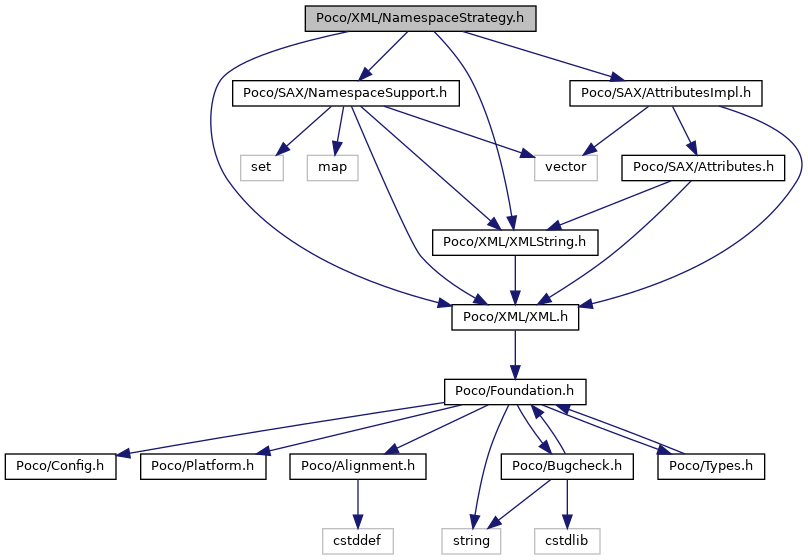 Poco/XML/NamespaceStrategy.h
Poco/SAX/NamespaceSupport.h
Poco/SAX/AttributesImpl.h
set
map
vector
Poco/SAX/Attributes.h
Poco/XML/XMLString.h
Poco/XML/XML.h
Poco/Foundation.h
Poco/Config.h
Poco/Platform.h
Poco/Alignment.h
Poco/Bugcheck.h
Poco/Types.h
cstddef
string
cstdlib